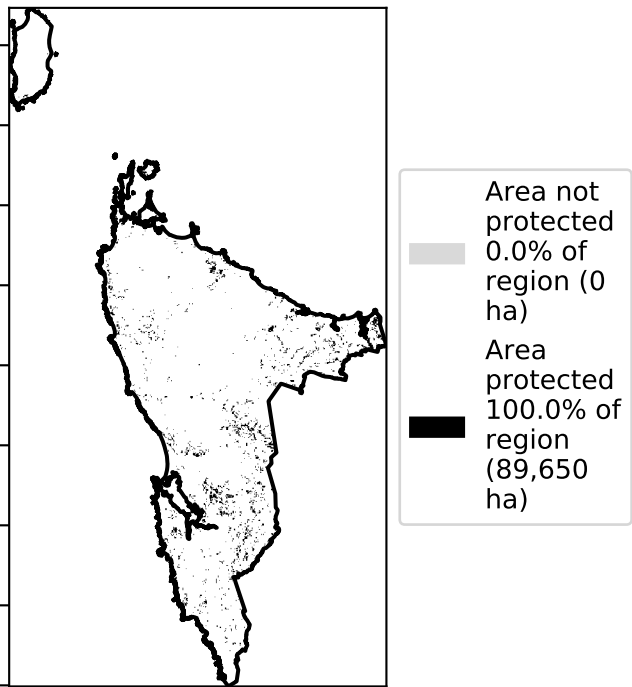 Area not
protected
0.0% of
region (0
ha)
Area
protected
100.0% of
region
(89,650
ha)